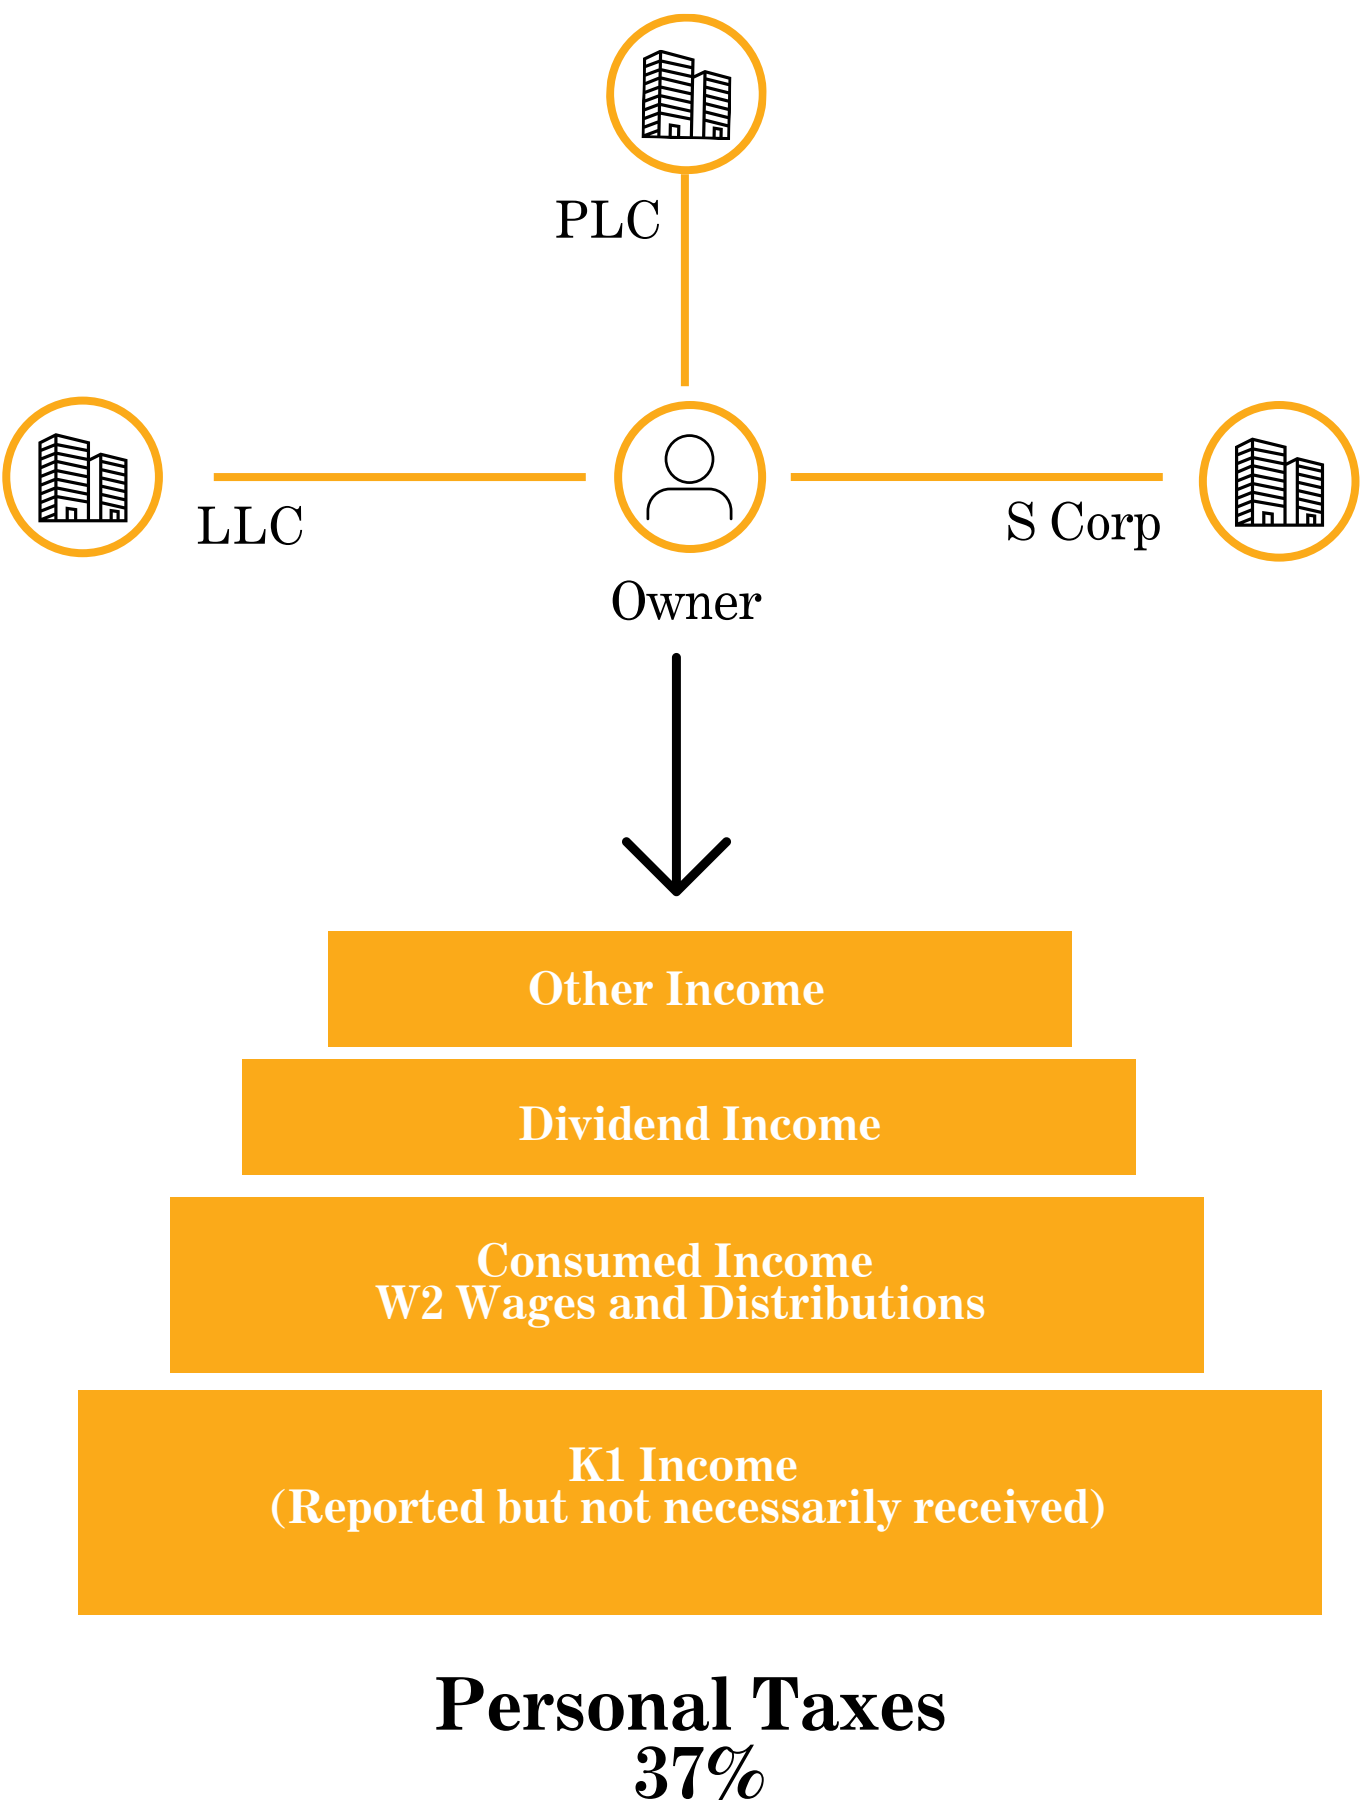 PLC
LLC
S Corp
Owner
Other Income
Dividend Income
Consumed Income
W2 Wages and Distributions
K1 Income
(Reported but not necessarily received)
Personal Taxes
37%